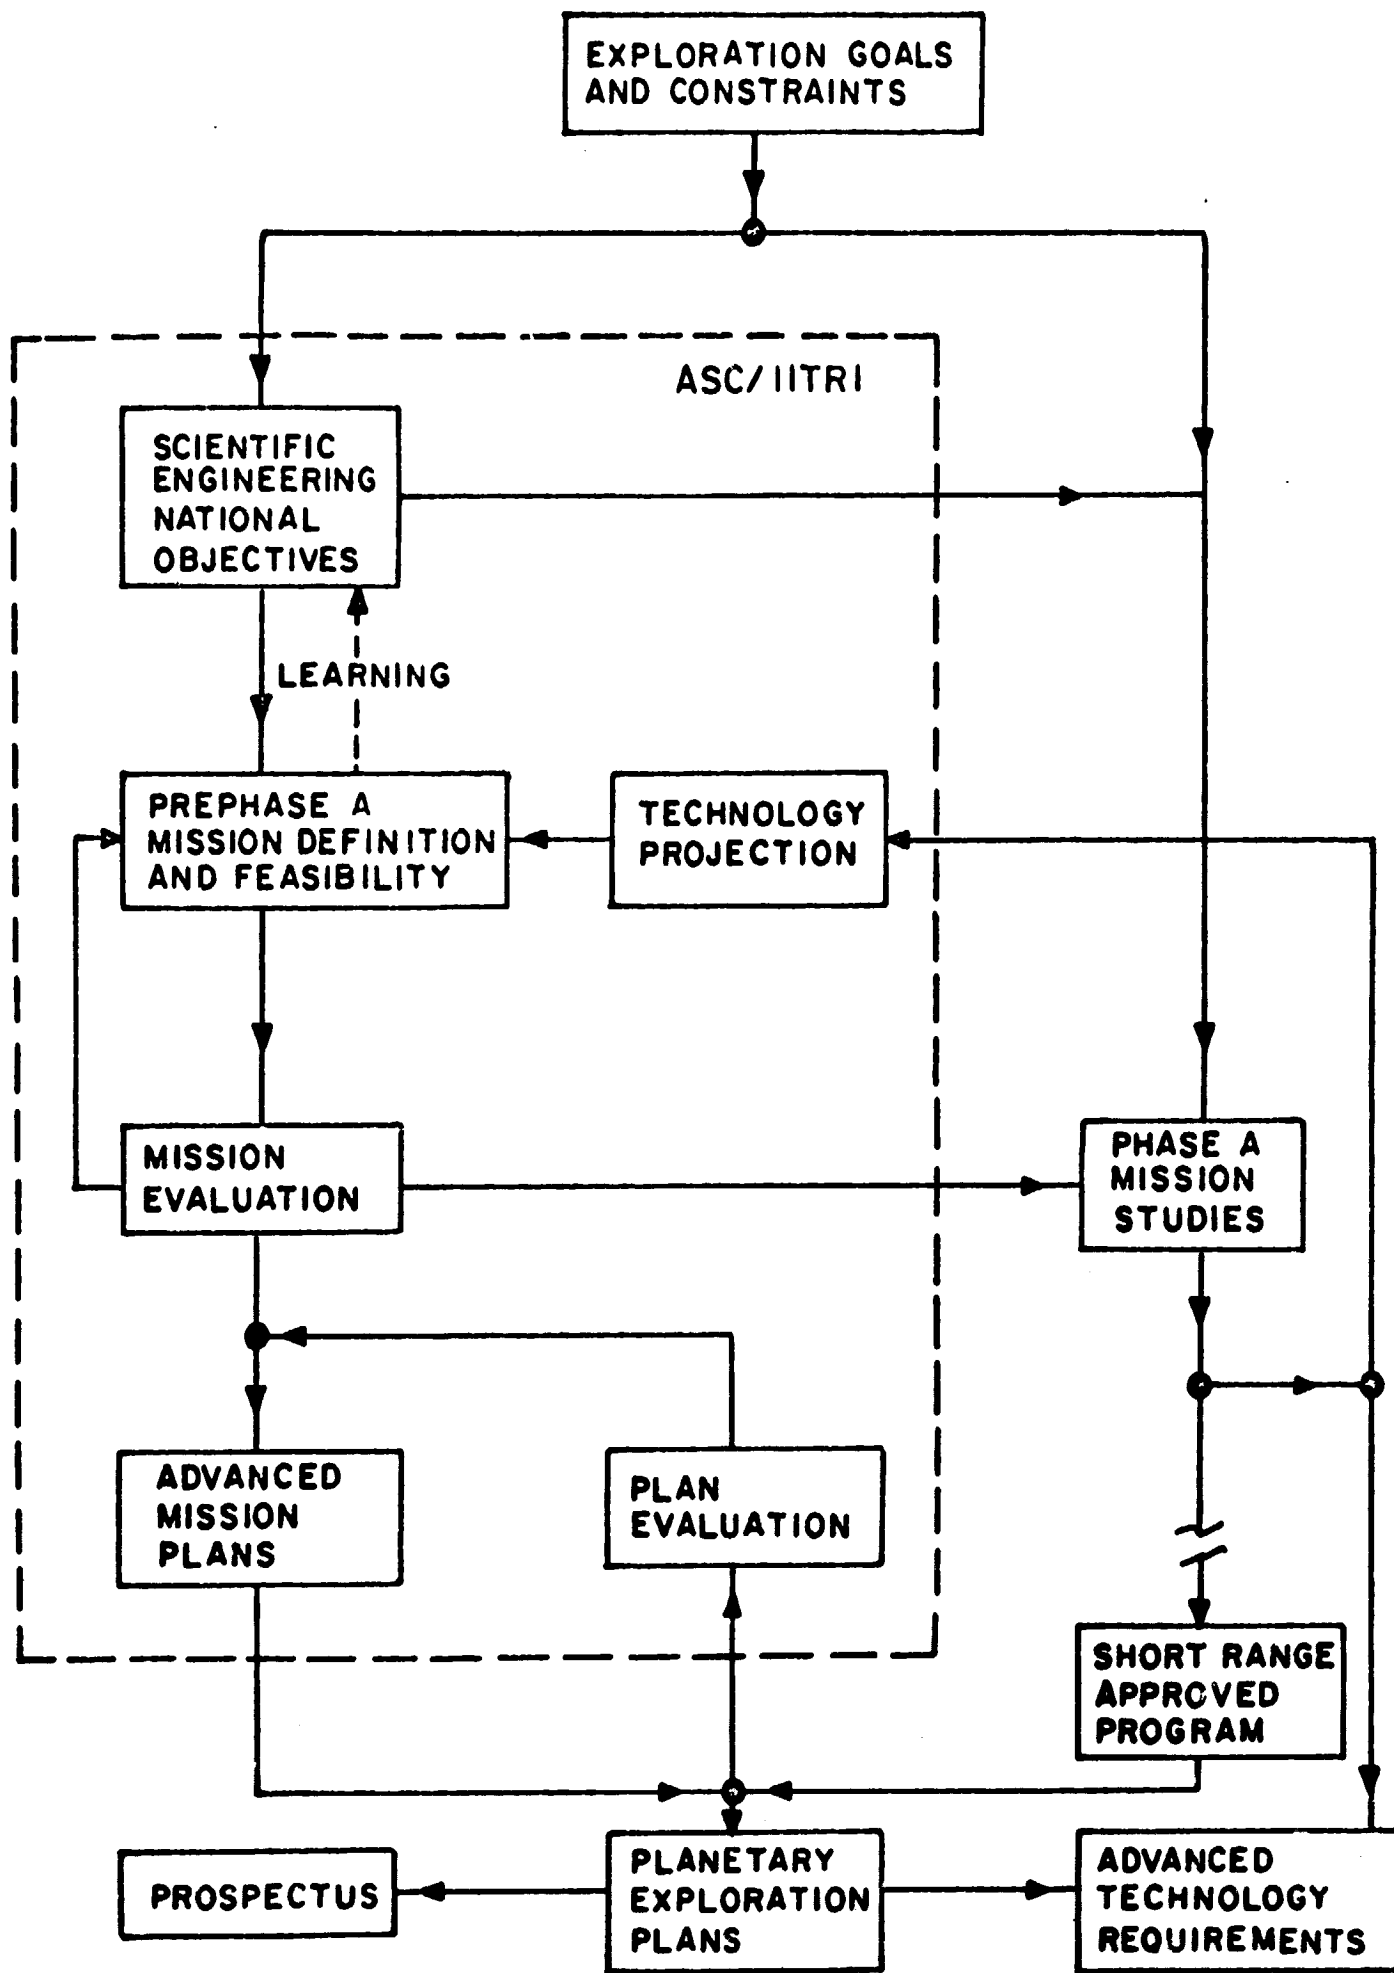 EXPLORATION GOALS
AND CONSTRAINTS
ASC/IITRI
SCIENTIFIC
ENGINEERING
NATIONAL
OBJECTIVES
LEARNING
PREPHASE A
MISSION DEFINITION
AND FEASIBILITY
TECHNOLOGY
PROJECTION
MISSION
EVALUATION
PHASE A
MISSION
STUDIES
ADVANCED
MISSION
PLANS
PLAN
EVALUATION
SHORT RANGE
APPROVED
PROGRAM
PROSPECTUS
PLANETARY
EXPLORATION
PLANS
ADVANCED
TECHNOLOGY
REQUIREMENTS